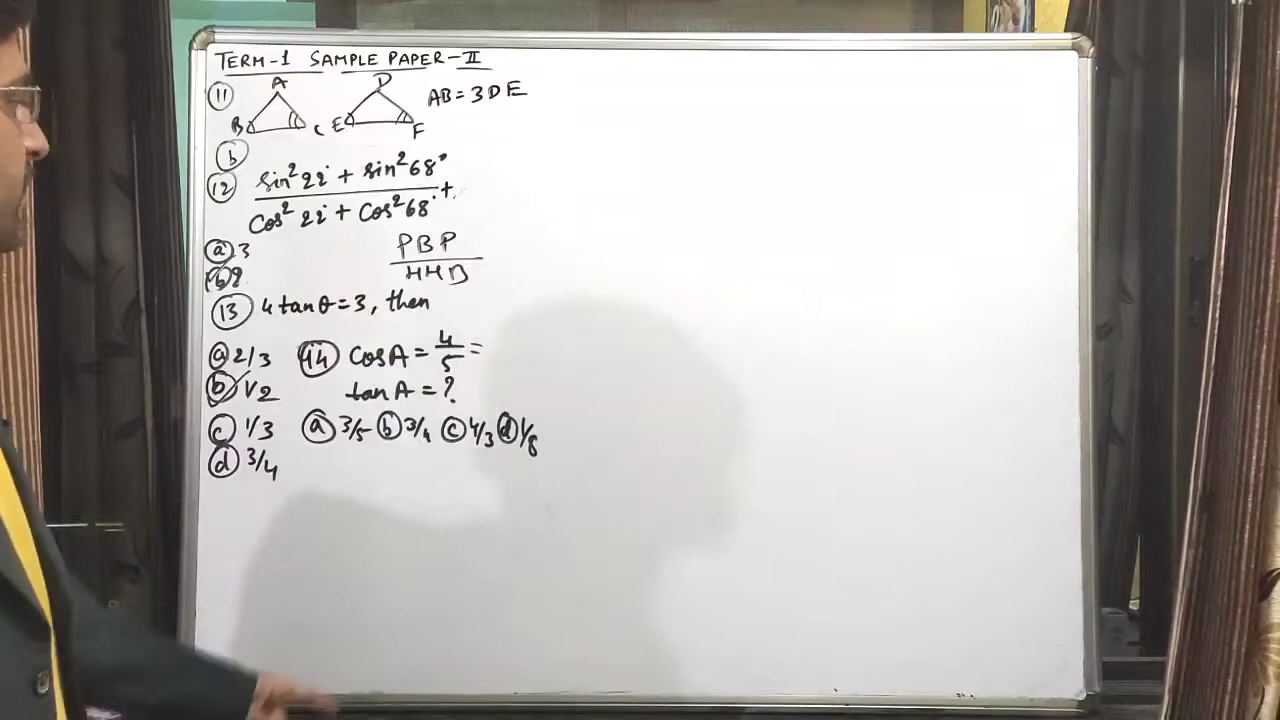 TERM-1 SAMPLE PAPER-II
11 A B C D E F AB = 3DE
b
12 sin²22° + sin²68°
cos²22° + cos²68° +
a 3
b 2
PBP
HHB
13 4 tanθ = 3, then
a 2/3
b 1/2
c 1/3
d 3/4
14 cosA = 4/5 =
tanA = ?
a 3/5 b 3/4 c 4/3 d